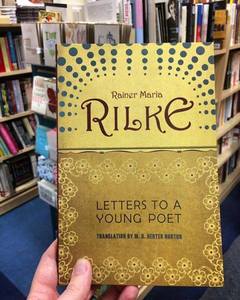 Rainer Maria
RILKE
LETTERS TO A
YOUNG POET
TRANSLATION BY M. D. HERTER NORTON